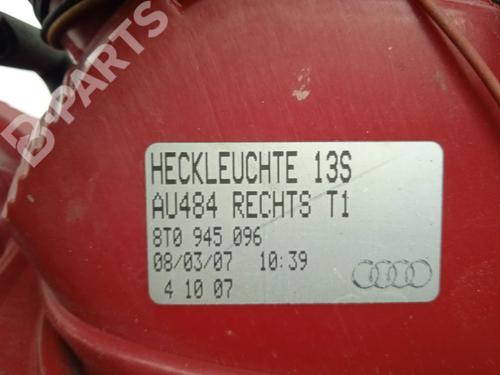 B-PARTS
HECKLEUCHTE 13S
AU484 RECHTS T1
8T0 945 096
08/03/07 10:39
4 10 07